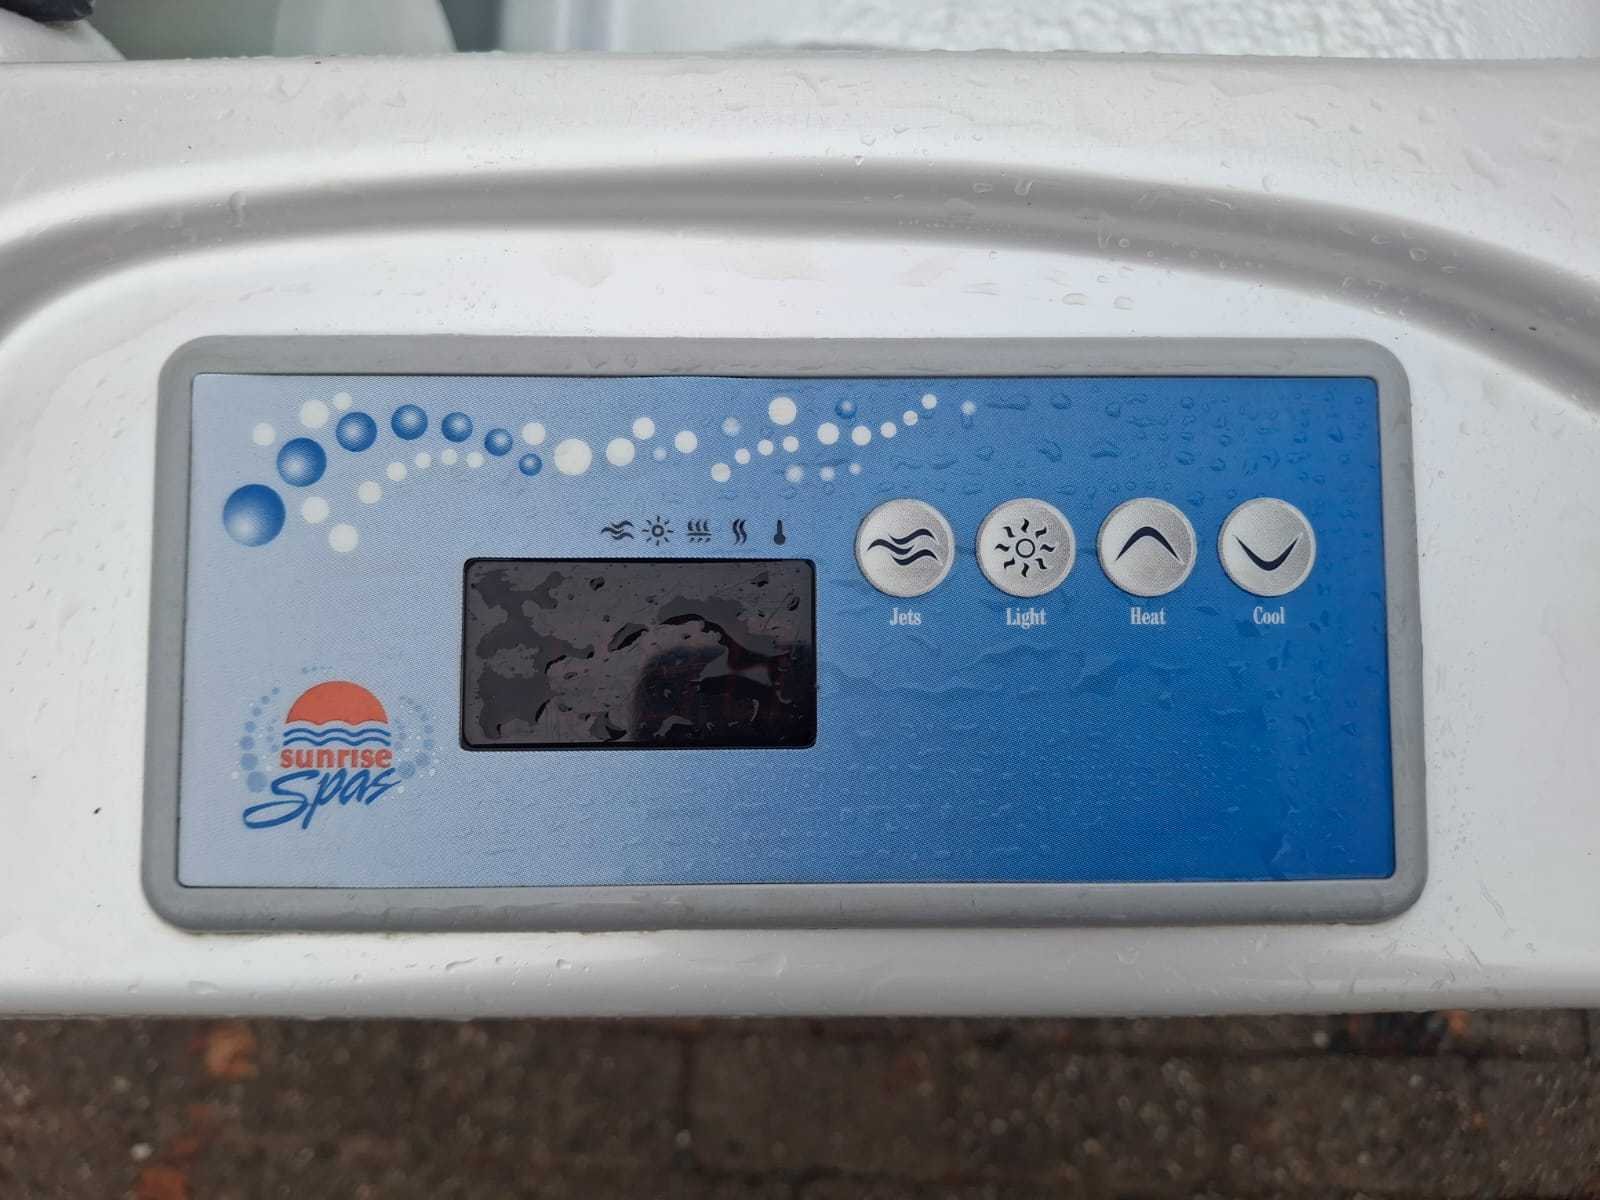 Jets
Light
Heat
Cool
sunrise
Spas